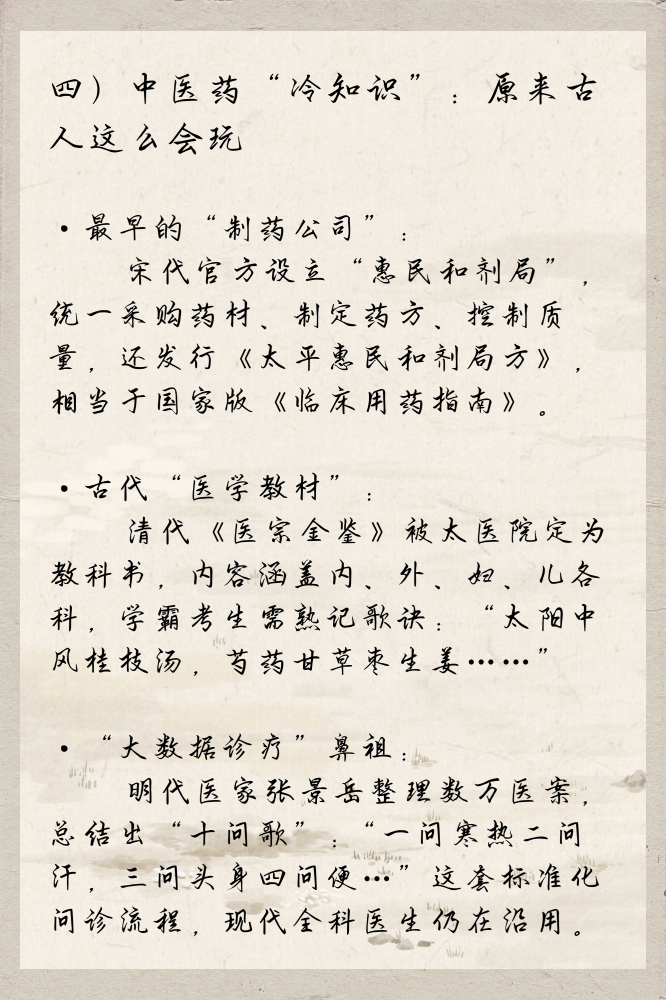 四）中医药“冷知识”：原来古
人这么会玩
·最早的“制药公司”：
宋代官方设立“惠民和剂局”，
统一采购药材、制定药方、控制质
量，还发行《太平惠民和剂局方》，
相当于国家版《临床用药指南》。
·古代“医学教材”：
清代《医宗金鉴》被太医院定为
教科书，内容涵盖内、外、妇、儿各
科，学霸考生需熟记歌诀：“太阳中
风桂枝汤，芍药甘草枣生姜……”
·“大数据诊疗”鼻祖：
明代医家张景岳整理数万医案，
总结出“十问歌”：“一问寒热二问
汗，三问头身四问便…”这套标准化
问诊流程，现代全科医生仍在沿用。